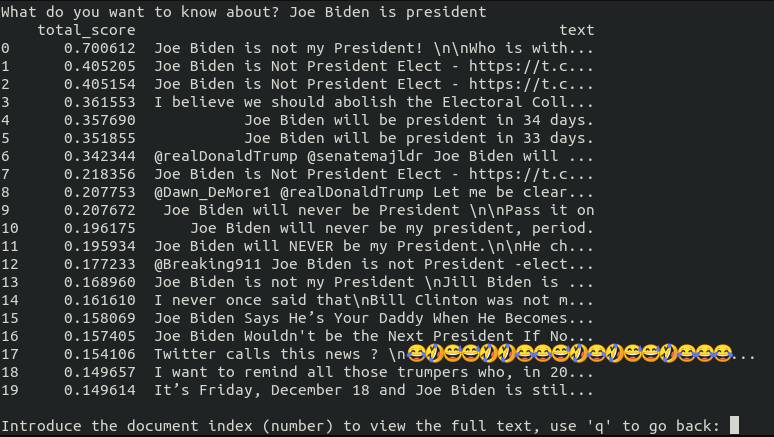 What do you want to know about? Joe Biden is president
total_score text
0 0.700612 Joe Biden is not my President! \n\nWho is with...
1 0.405205 Joe Biden is Not President Elect - https://t.c...
2 0.405154 Joe Biden is Not President Elect - https://t.c...
3 0.361553 I believe we should abolish the Electoral Coll...
4 0.357690 Joe Biden will be president in 34 days.
5 0.351855 Joe Biden will be president in 33 days.
6 0.342344 @realDonaldTrump @senatemajldr Joe Biden will ...
7 0.218356 Joe Biden is Not President Elect - https://t.c...
8 0.207753 @Dawn_DeMore1 @realDonaldTrump Let me be clear...
9 0.207672 Joe Biden will never be President \n\nPass it on
10 0.196175 Joe Biden will never be my president, period.
11 0.195934 Joe Biden will NEVER be my President.\n\nHe ch...
12 0.177233 @Breaking911 Joe Biden is not President -elect...
13 0.168960 Joe Biden is not my President \nJill Biden is ...
14 0.161610 I never once said that\nBill Clinton was not m...
15 0.158069 Joe Biden Says He’s Your Daddy When He Becomes...
16 0.157405 Joe Biden Wouldn't be the Next President If No...
17 0.154106 Twitter calls this news ? \n😂🤣😂😂🤣🤣😂😂😂🤣😂🤣😂😂🤣😂😂😂...
18 0.149657 I want to remind all those trumpers who, in 20...
19 0.149614 It’s Friday, December 18 and Joe Biden is stil...
Introduce the document index (number) to view the full text, use 'q' to go back: